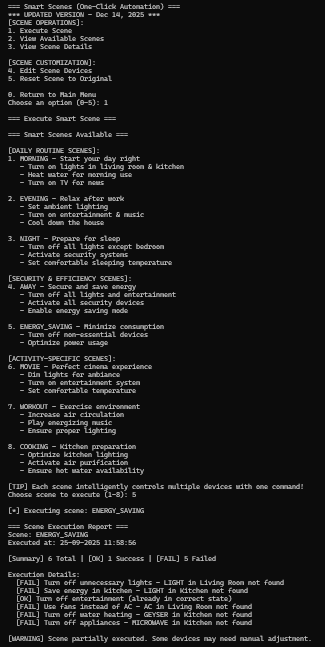 === Smart Scenes (One-Click Automation) ===
*** UPDATED VERSION - Dec 14, 2025 ***
[SCENE OPERATIONS]:
1. Execute Scene
2. View Available Scenes
3. View Scene Details

[SCENE CUSTOMIZATION]:
4. Edit Scene Devices
5. Reset Scene to Original

0. Return to Main Menu
Choose an option (0-5): 1

=== Execute Smart Scene ===

=== Smart Scenes Available ===

[DAILY ROUTINE SCENES]:
1. MORNING - Start your day right
   - Turn on lights in living room & kitchen
   - Heat water for morning use
   - Turn on TV for news

2. EVENING - Relax after work
   - Set ambient lighting
   - Turn on entertainment & music
   - Cool down the house

3. NIGHT - Prepare for sleep
   - Turn off all lights except bedroom
   - Activate security systems
   - Set comfortable sleeping temperature

[SECURITY & EFFICIENCY SCENES]:
4. AWAY - Secure and save energy
   - Turn off all lights and entertainment
   - Activate all security devices
   - Enable energy saving mode

5. ENERGY_SAVING - Minimize consumption
   - Turn off non-essential devices
   - Optimize power usage

[ACTIVITY-SPECIFIC SCENES]:
6. MOVIE - Perfect cinema experience
   - Dim lights for ambiance
   - Turn on entertainment system
   - Set comfortable temperature

7. WORKOUT - Exercise environment
   - Increase air circulation
   - Play energizing music
   - Ensure proper lighting

8. COOKING - Kitchen preparation
   - Optimize kitchen lighting
   - Activate air purification
   - Ensure hot water availability

[TIP] Each scene intelligently controls multiple devices with one command!
Choose scene to execute (1-8): 5

[*] Executing scene: ENERGY_SAVING

=== Scene Execution Report ===
Scene: ENERGY_SAVING
Executed at: 25-09-2025 11:58:56

[Summary] 6 Total | [OK] 1 Success | [FAIL] 5 Failed

Execution Details:
  [FAIL] Turn off unnecessary lights - LIGHT in Living Room not found
  [FAIL] Save energy in kitchen - LIGHT in Kitchen not found
  [OK] Turn off entertainment (already in correct state)
  [FAIL] Use fans instead of AC - AC in Living Room not found
  [FAIL] Turn off water heating - GEYSER in Kitchen not found
  [FAIL] Turn off appliances - MICROWAVE in Kitchen not found

[WARNING] Scene partially executed. Some devices may need manual adjustment.